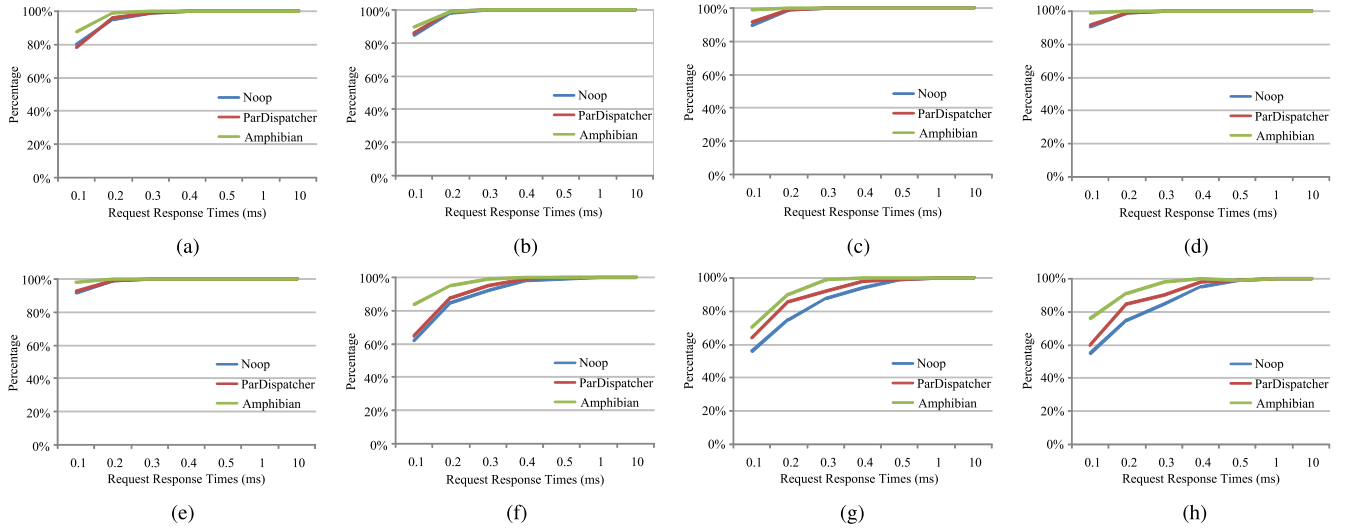 100%
80%
60%
40%
20%
0%
Percentage
Noop
ParDispatcher
Amphibian
0.1 0.2 0.3 0.4 0.5 1 10
Request Response Times (ms)
(a)
100%
80%
60%
40%
20%
0%
Percentage
Noop
ParDispatcher
Amphibian
0.1 0.2 0.3 0.4 0.5 1 10
Request Response Times (ms)
(b)
100%
80%
60%
40%
20%
0%
Percentage
Noop
ParDispatcher
Amphibian
0.1 0.2 0.3 0.4 0.5 1 10
Request Response Times (ms)
(c)
100%
80%
60%
40%
20%
0%
Percentage
Noop
ParDispatcher
Amphibian
0.1 0.2 0.3 0.4 0.5 1 10
Request Response Times (ms)
(d)
100%
80%
60%
40%
20%
0%
Percentage
Noop
ParDispatcher
Amphibian
0.1 0.2 0.3 0.4 0.5 1 10
Request Response Times (ms)
(e)
100%
80%
60%
40%
20%
0%
Percentage
Noop
ParDispatcher
Amphibian
0.1 0.2 0.3 0.4 0.5 1 10
Request Response Times (ms)
(f)
100%
80%
60%
40%
20%
0%
Percentage
Noop
ParDispatcher
Amphibian
0.1 0.2 0.3 0.4 0.5 1 10
Request Response Times (ms)
(g)
100%
80%
60%
40%
20%
0%
Percentage
Noop
ParDispatcher
Amphibian
0.1 0.2 0.3 0.4 0.5 1 10
Request Response Times (ms)
(h)